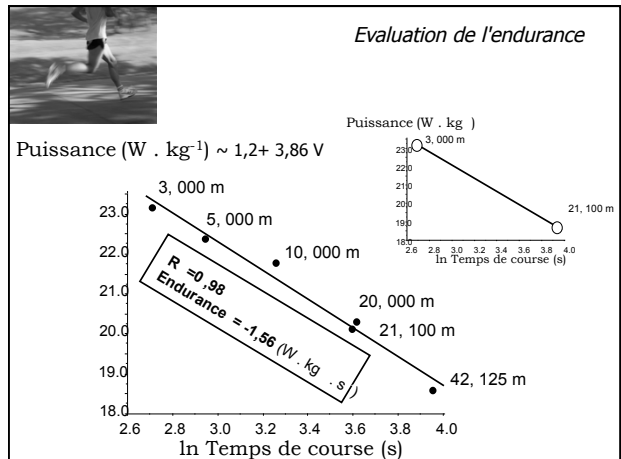 Evaluation de l'endurance
Puissance (W . kg-1) ~ 1,2+ 3,86 V
Puissance (W . kg )
3, 000 m
21, 100 m
23.0
22.0
21.0
20.0
19.0
18.0
2.6 2.8 3.0 3.2 3.4 3.6 3.8 4.0
ln Temps de course (s)
3, 000 m
5, 000 m
10, 000 m
20, 000 m
21, 100 m
42, 125 m
R =0,98
Endurance = -1,56 (W. kg . s )
23.0
22.0
21.0
20.0
19.0
18.0
2.6 2.8 3.0 3.2 3.4 3.6 3.8 4.0
ln Temps de course (s)